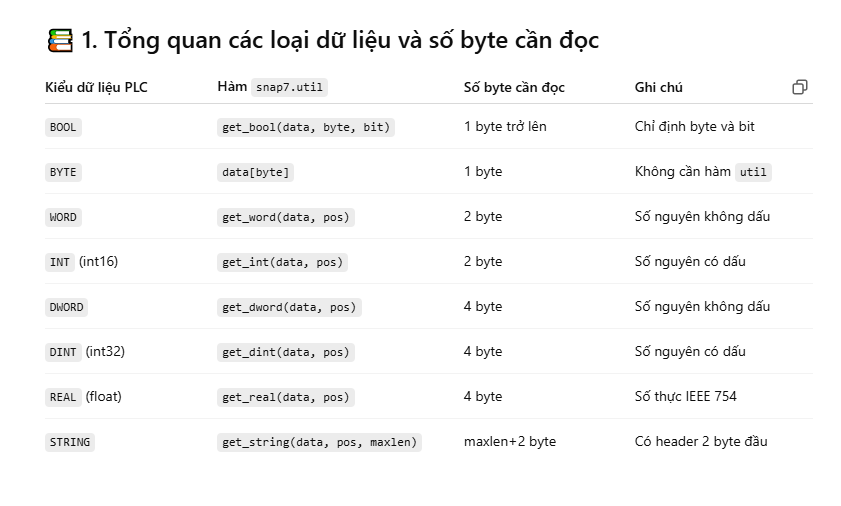 📚 1. Tổng quan các loại dữ liệu và số byte cần đọc
Kiểu dữ liệu PLC Hàm snap7.util Số byte cần đọc Ghi chú
BOOL get_bool(data, byte, bit) 1 byte trở lên Chỉ định byte và bit
BYTE data[byte] 1 byte Không cần hàm util
WORD get_word(data, pos) 2 byte Số nguyên không dấu
INT (int16) get_int(data, pos) 2 byte Số nguyên có dấu
DWORD get_dword(data, pos) 4 byte Số nguyên không dấu
DINT (int32) get_dint(data, pos) 4 byte Số nguyên có dấu
REAL (float) get_real(data, pos) 4 byte Số thực IEEE 754
STRING get_string(data, pos, maxlen) maxlen+2 byte Có header 2 byte đầu